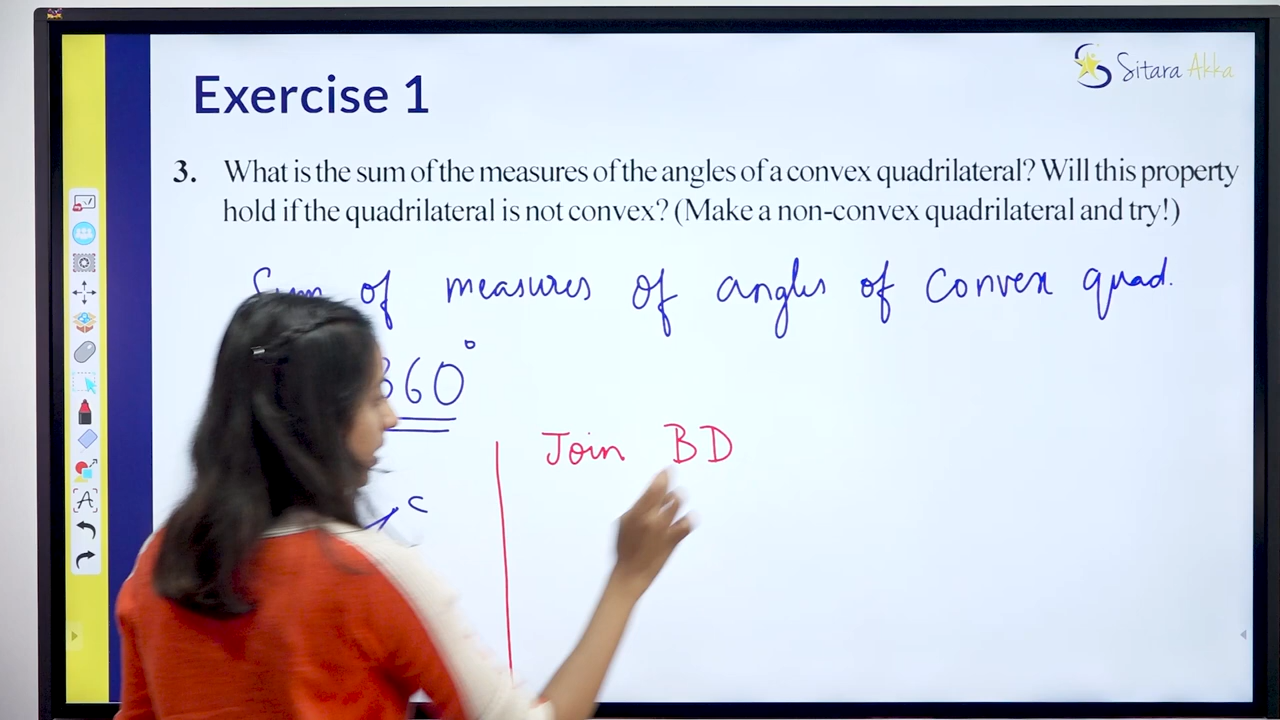 Sitara Akka
Exercise 1
3. What is the sum of the measures of the angles of a convex quadrilateral? Will this property
hold if the quadrilateral is not convex? (Make a non-convex quadrilateral and try!)
Sum of measures of angles of Convex quad.
360°
Join BD
C